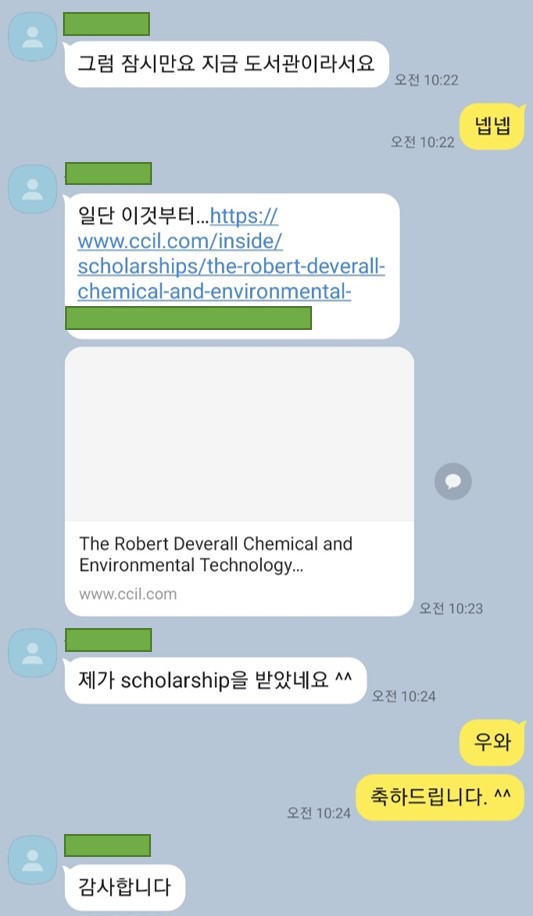 그럼 잠시만요 지금 도서관이라서요
오전 10:22
넵넵
오전 10:22
일단 이것부터...https://
www.ccil.com/inside/
scholarships/the-robert-deverall-
chemical-and-environmental-
The Robert Deverall Chemical and
Environmental Technology...
www.ccil.com
오전 10:23
제가 scholarship을 받았네요 ^^
오전 10:24
우와
축하드립니다. ^^
오전 10:24
감사합니다